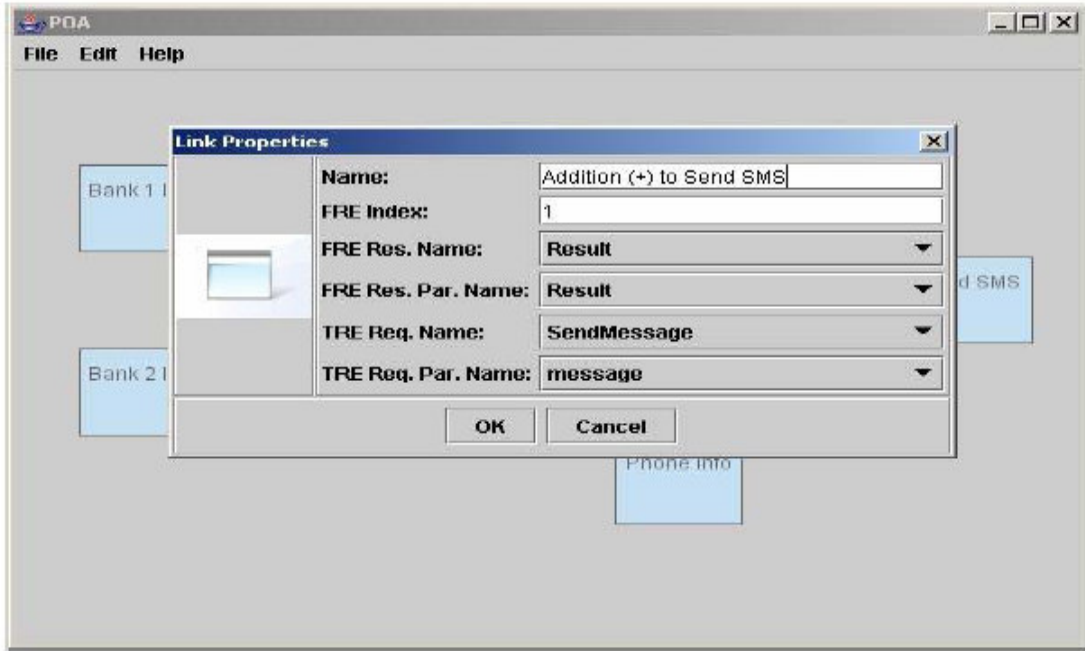 POA
File Edit Help
Link Properties
Name: Addition (+) to Send SMS
FRE Index: 1
FRE Res. Name: Result
FRE Res. Par. Name: Result
TRE Req. Name: SendMessage
TRE Req. Par. Name: message
OK Cancel
Bank 1
d SMS
Bank 2
Phone info